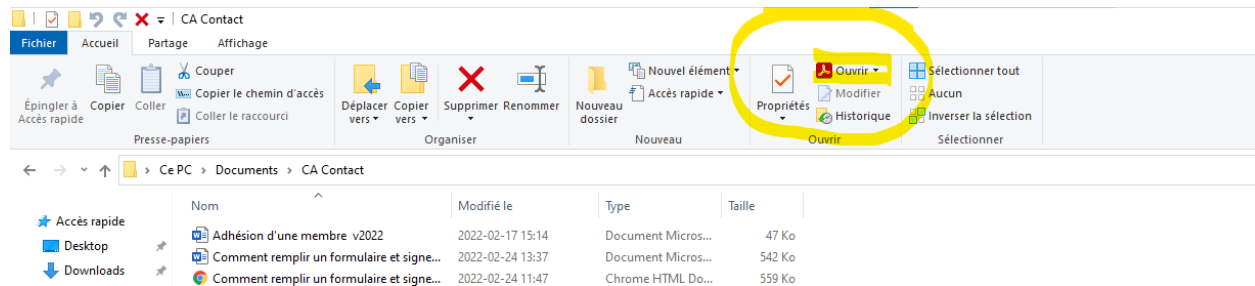 CA Contact
Fichier Accueil Partage Affichage
Épingler à Accès rapide
Copier
Coller
Couper
Copier le chemin d'accès
Coller le raccourci
Presse-papiers
Déplacer vers
Copier vers
Supprimer
Renommer
Organiser
Nouveau dossier
Nouvel élément
Accès rapide
Nouveau
Propriétés
Ouvrir
Modifier
Historique
Ouvrir
Sélectionner tout
Aucun
Inverser la sélection
Sélectionner
Ce PC > Documents > CA Contact
Accès rapide
Desktop
Downloads
Nom Modifié le Type Taille
Adhésion d'une membre v2022 2022-02-17 15:14 Document Micros... 47 Ko
Comment remplir un formulaire et signe... 2022-02-24 13:37 Document Micros... 542 Ko
Comment remplir un formulaire et signe... 2022-02-24 11:47 Chrome HTML Do... 559 Ko